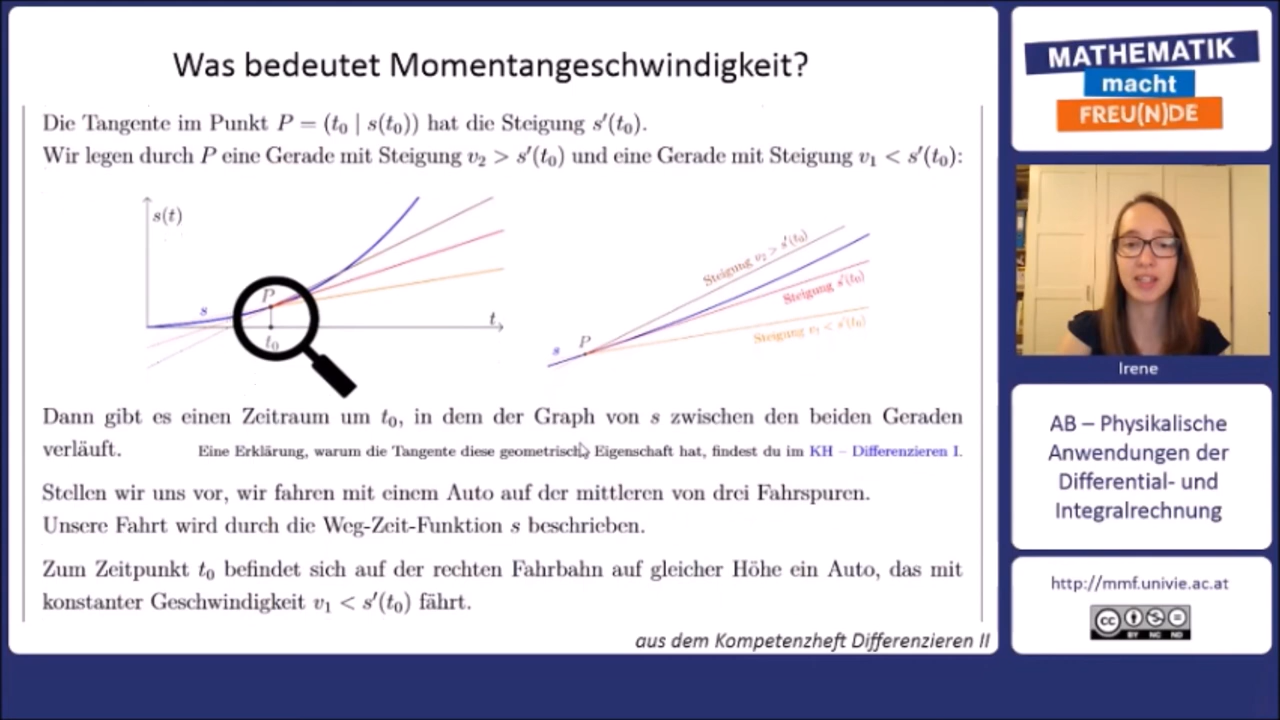 Was bedeutet Momentangeschwindigkeit?
Die Tangente im Punkt P = (t₀ | s(t₀)) hat die Steigung s′(t₀).
Wir legen durch P eine Gerade mit Steigung v₂ > s′(t₀) und eine Gerade mit Steigung v₁ < s′(t₀):
s(t)
s
P
t₀
t
Steigung v₂ > s′(t₀)
Steigung s′(t₀)
Steigung v₁ < s′(t₀)
P
s
Dann gibt es einen Zeitraum um t₀, in dem der Graph von s zwischen den beiden Geraden
verläuft. Eine Erklärung, warum die Tangente diese geometrische Eigenschaft hat, findest du im KH – Differenzieren I.
Stellen wir uns vor, wir fahren mit einem Auto auf der mittleren von drei Fahrspuren.
Unsere Fahrt wird durch die Weg-Zeit-Funktion s beschrieben.
Zum Zeitpunkt t₀ befindet sich auf der rechten Fahrbahn auf gleicher Höhe ein Auto, das mit
konstanter Geschwindigkeit v₁ < s′(t₀) fährt.
aus dem Kompetenzheft Differenzieren II
MATHEMATIK
macht
FREU(N)DE
Irene
AB – Physikalische
Anwendungen der
Differential- und
Integralrechnung
http://mmf.univie.ac.at
cc
BY NC ND